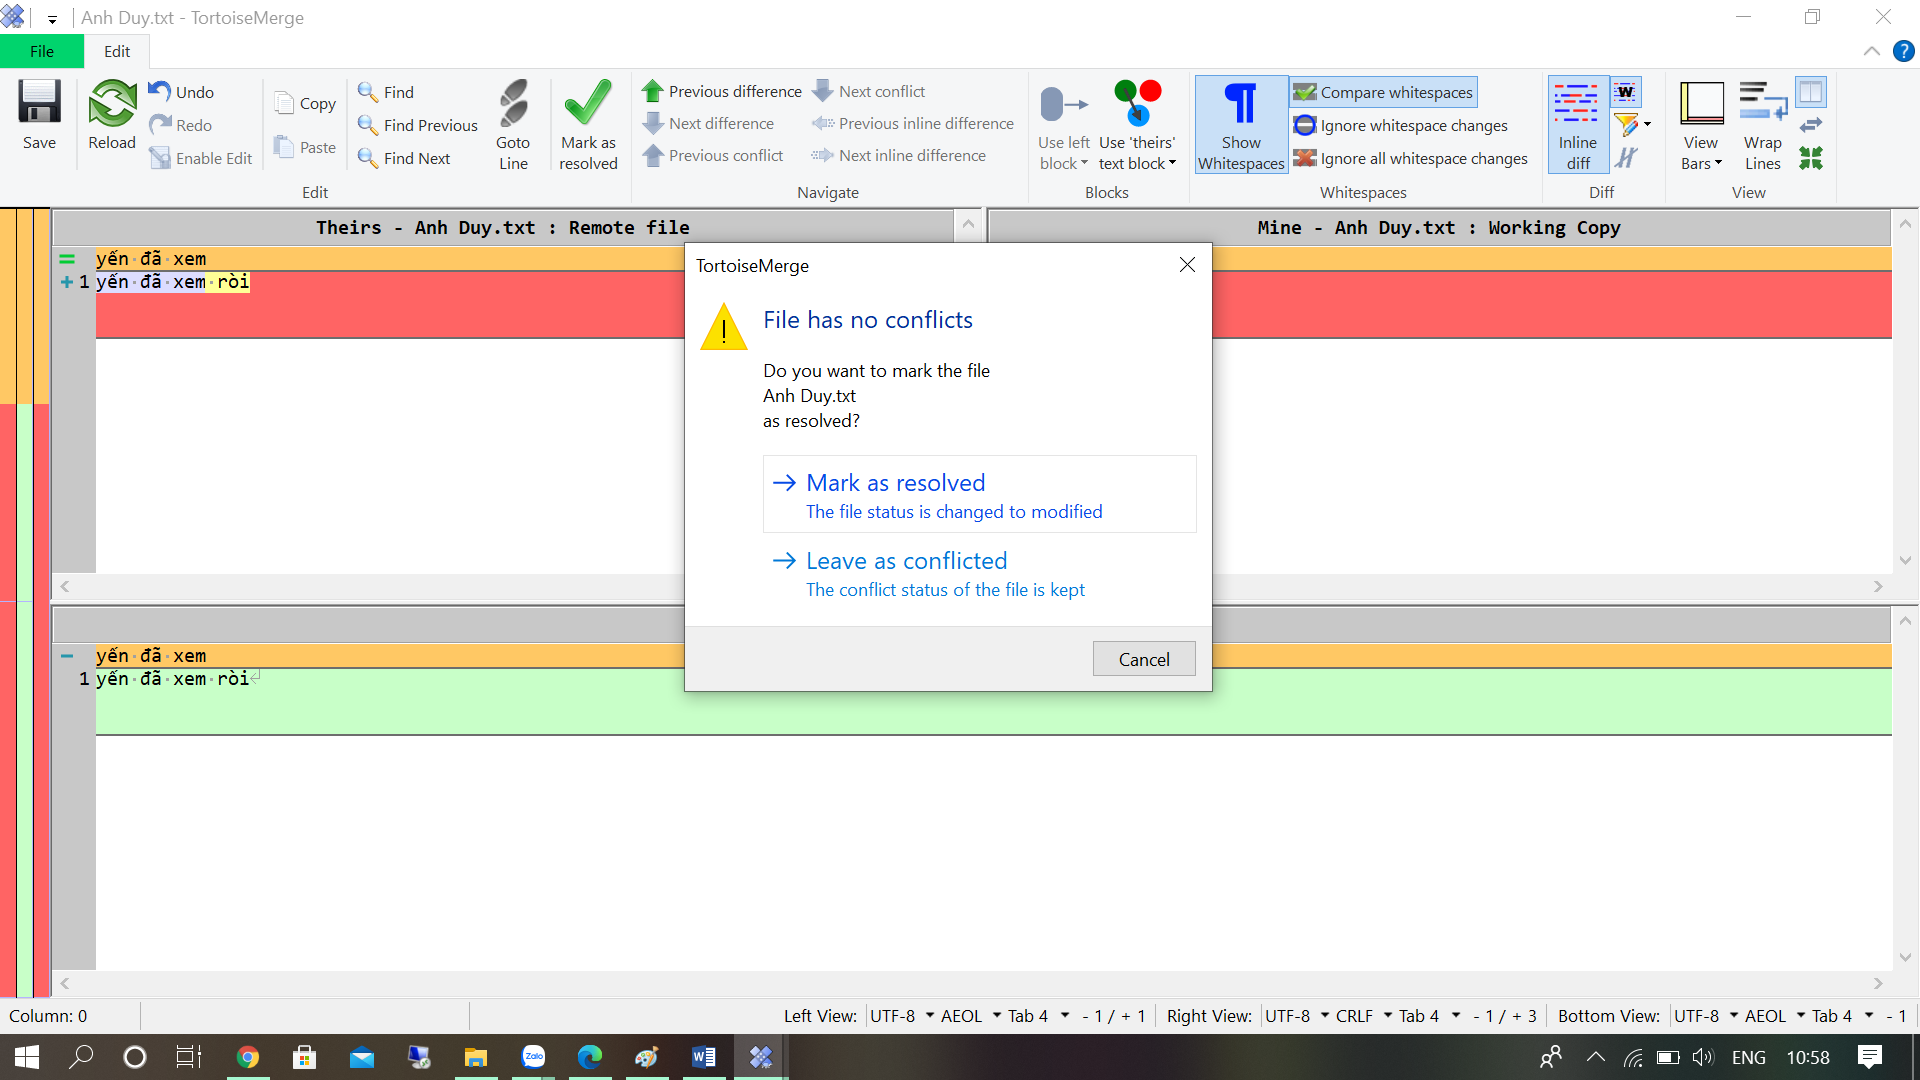 Anh Duy.txt - TortoiseMerge
File
Edit
Save
Reload
Undo
Redo
Enable Edit
Copy
Paste
Find
Find Previous
Find Next
Goto
Line
Mark as
resolved
Edit
Previous difference
Next difference
Previous conflict
Next conflict
Previous inline difference
Next inline difference
Navigate
Use left
block
Use 'theirs'
text block
Blocks
Show
Whitespaces
Compare whitespaces
Ignore whitespace changes
Ignore all whitespace changes
Whitespaces
Inline
diff
W
Diff
View
Bars
Wrap
Lines
View
Theirs - Anh Duy.txt : Remote file
Mine - Anh Duy.txt : Working Copy
yến·đã·xem
1 yến·đã·xem·ròi
TortoiseMerge
File has no conflicts
Do you want to mark the file
Anh Duy.txt
as resolved?
Mark as resolved
The file status is changed to modified
Leave as conflicted
The conflict status of the file is kept
Cancel
yến·đã·xem
1 yến·đã·xem·ròi
Column: 0
Left View: UTF-8 AEOL Tab 4 - 1 / + 1
Right View: UTF-8 CRLF Tab 4 - 1 / + 3
Bottom View: UTF-8 AEOL Tab 4 - 1
Zalo
ENG
10:58